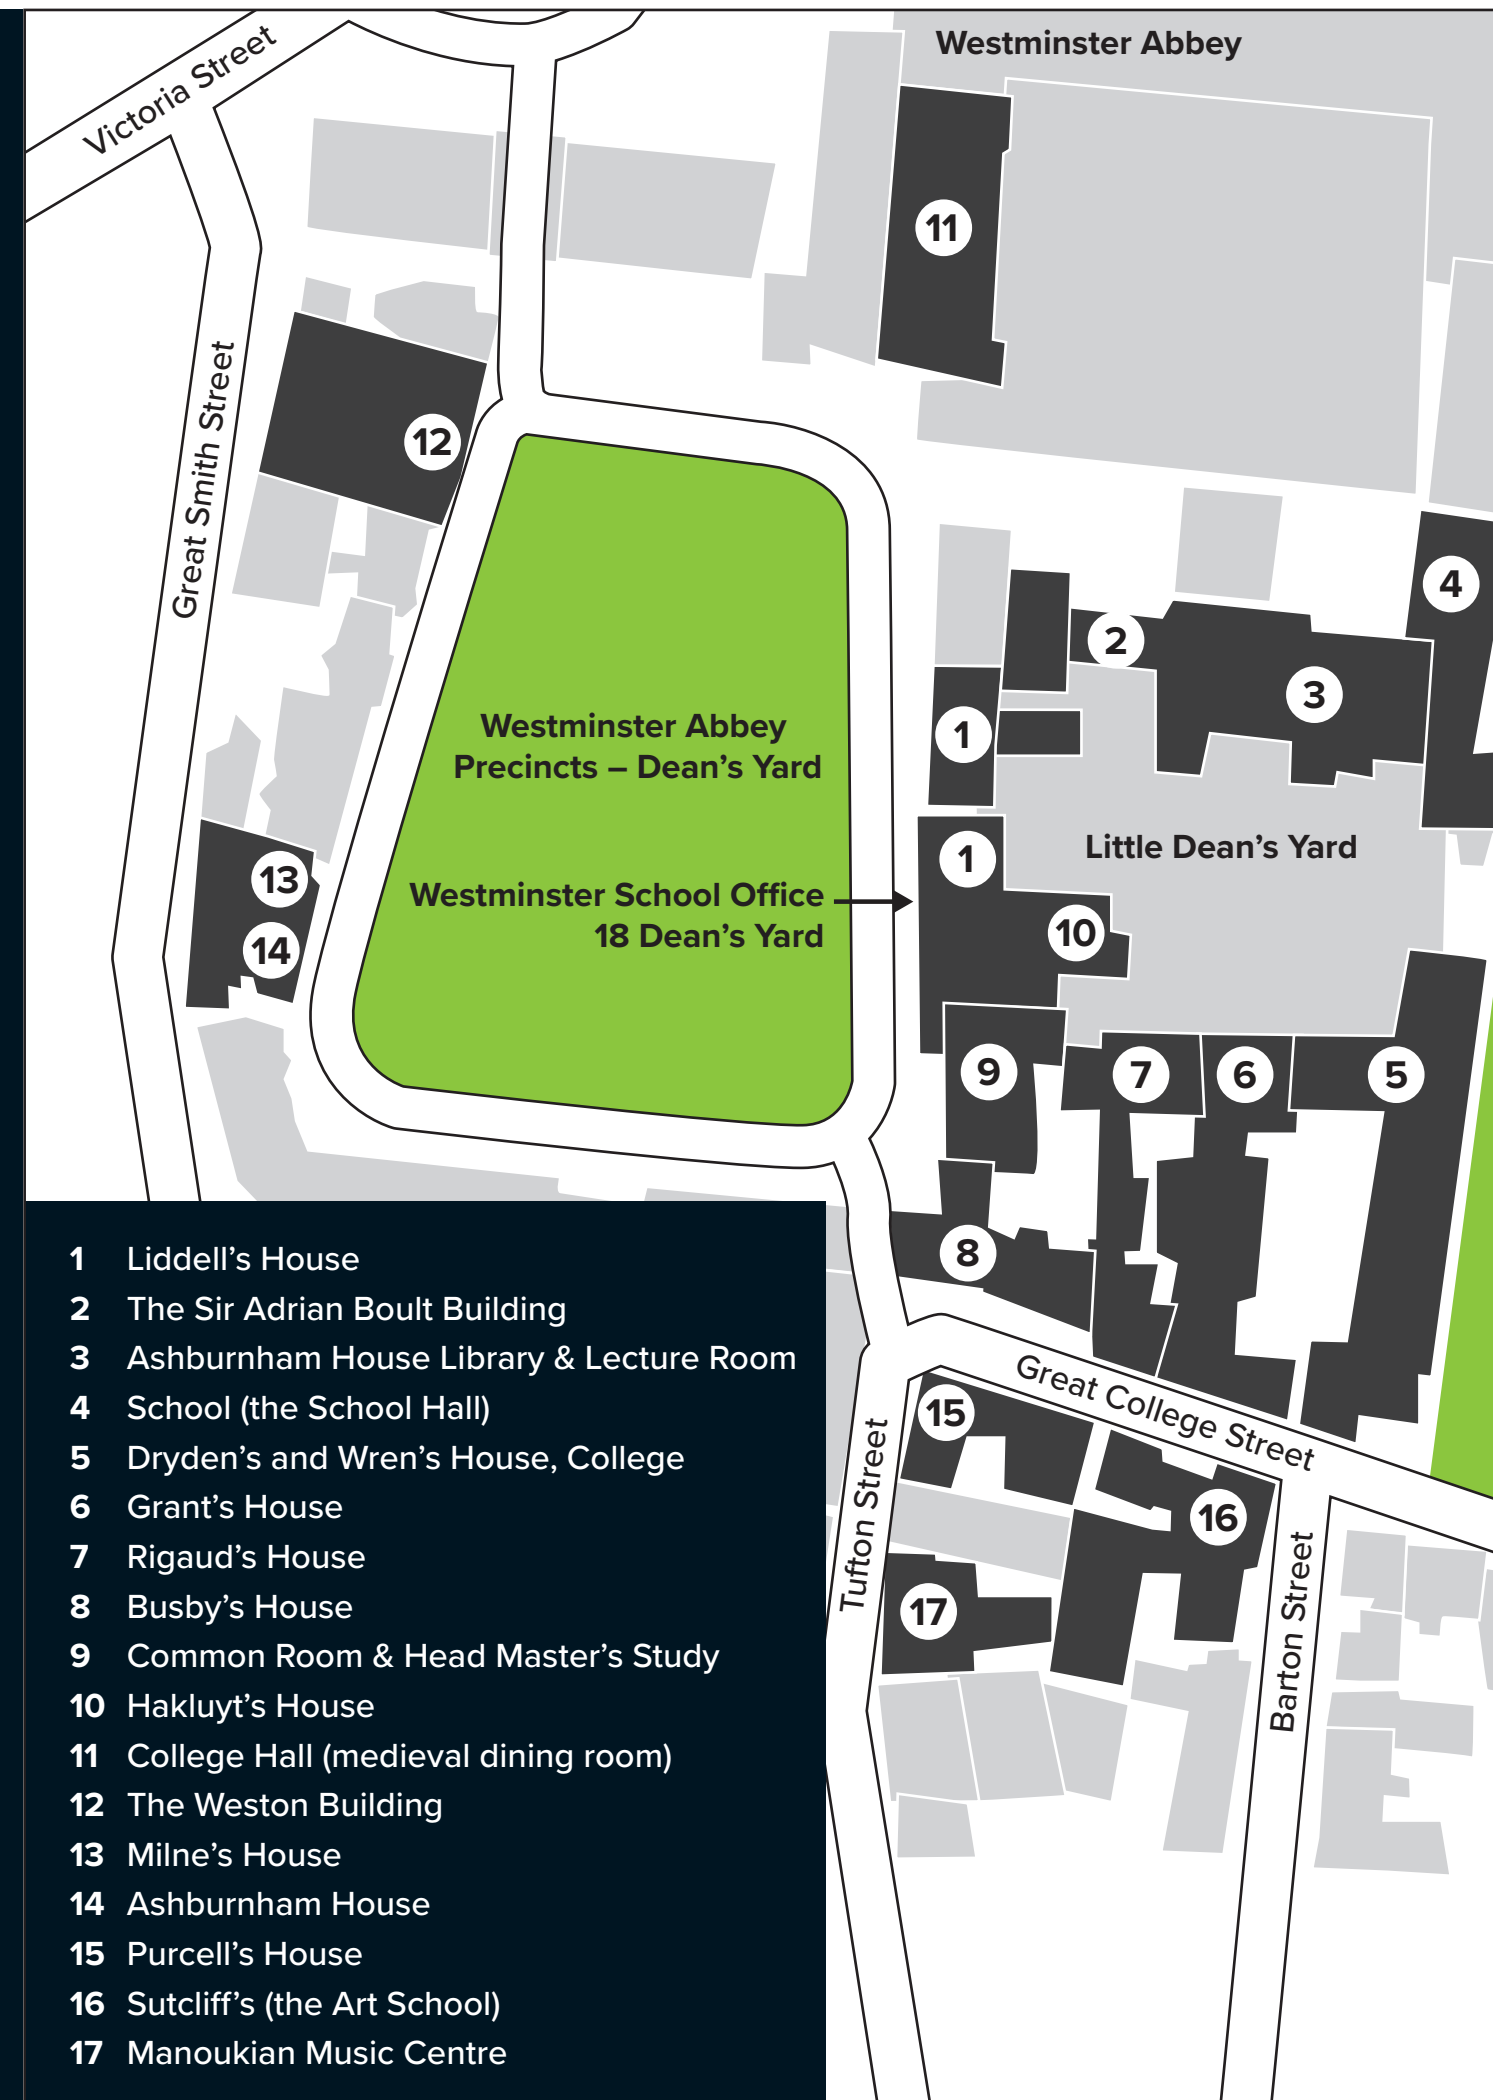 Westminster Abbey
Victoria Street
11
Great Smith Street
12
4
2
3
1
Westminster Abbey
Precincts – Dean's Yard
Little Dean's Yard
1
13
Westminster School Office
18 Dean's Yard
10
14
9
7
6
5
8
Great College Street
15
Tufton Street
16
17
Barton Street
1 Liddell’s House
2 The Sir Adrian Boult Building
3 Ashburnham House Library & Lecture Room
4 School (the School Hall)
5 Dryden’s and Wren’s House, College
6 Grant’s House
7 Rigaud’s House
8 Busby’s House
9 Common Room & Head Master’s Study
10 Hakluyt’s House
11 College Hall (medieval dining room)
12 The Weston Building
13 Milne’s House
14 Ashburnham House
15 Purcell’s House
16 Sutcliff’s (the Art School)
17 Manoukian Music Centre